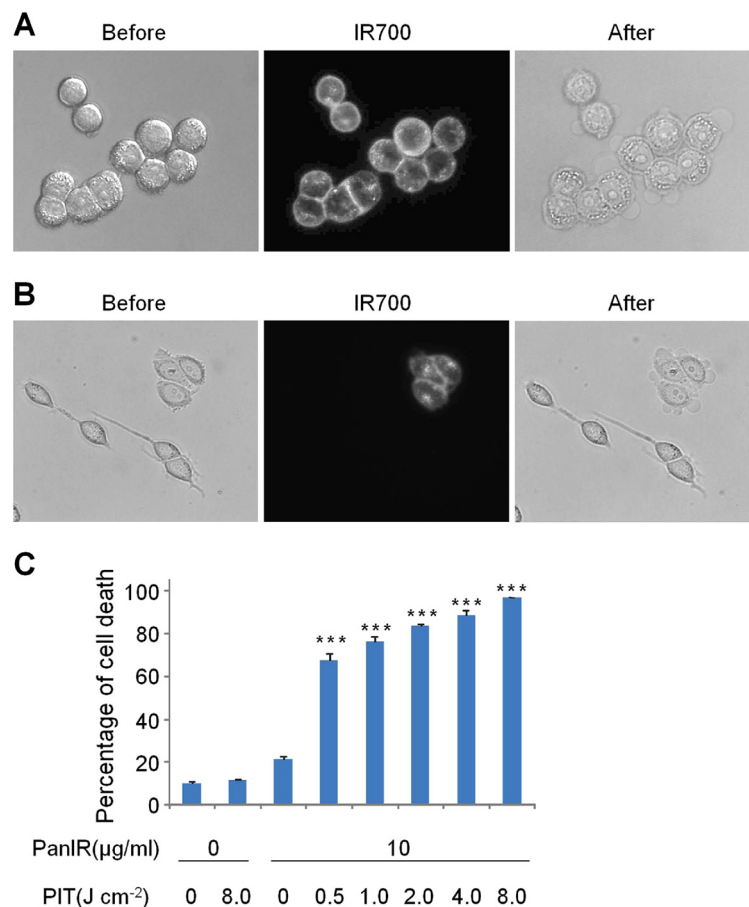 A
Before IR700 After
B
Before IR700 After
C
Percentage of cell death
100
80
60
40
20
0
*** *** *** *** ***
PanIR(μg/ml) 0 10
PIT(J cm-2) 0 8.0 0 0.5 1.0 2.0 4.0 8.0